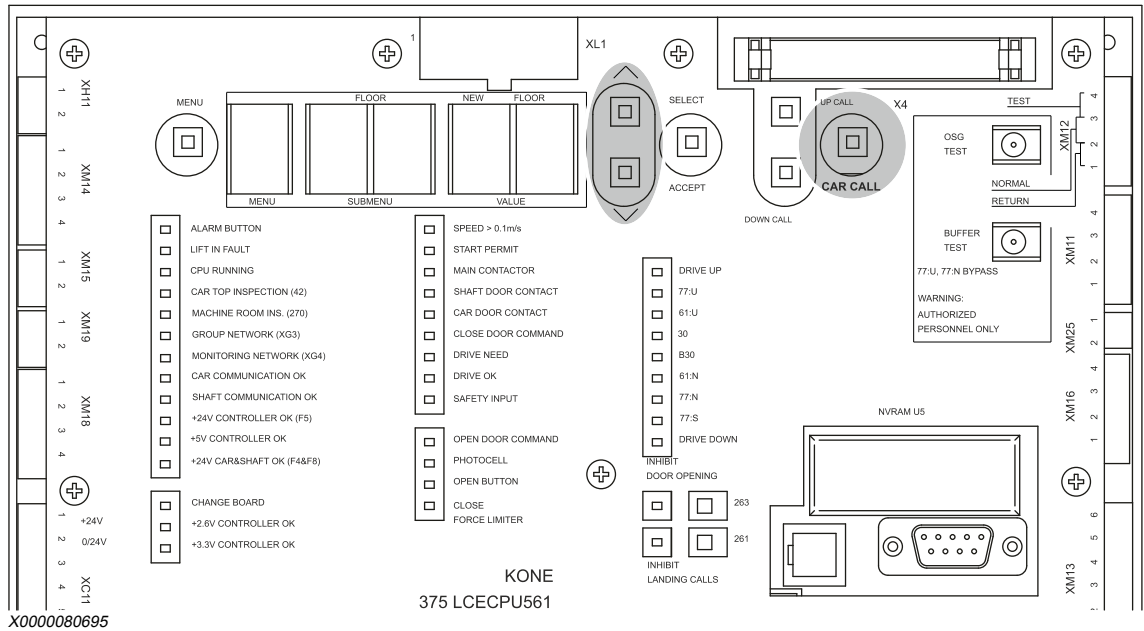 1
XL1
XH11
1
2
XM14
1
2
3
4
XM15
1
2
XM19
1
2
XM18
1
2
3
4
XC11
1
+24V
2
0/24V
3
4
MENU
FLOOR
NEW FLOOR
MENU
SUBMENU
VALUE
SELECT
ACCEPT
UP CALL
X4
CAR CALL
DOWN CALL
TEST
OSG
TEST
NORMAL
RETURN
BUFFER
TEST
77:U, 77:N BYPASS
WARNING:
AUTHORIZED
PERSONNEL ONLY
XM12
4
3
2
1
XM11
4
3
2
1
XM25
1
2
XM16
4
3
2
1
XM13
6
5
4
3
2
ALARM BUTTON
LIFT IN FAULT
CPU RUNNING
CAR TOP INSPECTION (42)
MACHINE ROOM INS. (270)
GROUP NETWORK (XG3)
MONITORING NETWORK (XG4)
CAR COMMUNICATION OK
SHAFT COMMUNICATION OK
+24V CONTROLLER OK (F5)
+5V CONTROLLER OK
+24V CAR&SHAFT OK (F4&F8)
CHANGE BOARD
+2.6V CONTROLLER OK
+3.3V CONTROLLER OK
SPEED > 0.1m/s
START PERMIT
MAIN CONTACTOR
SHAFT DOOR CONTACT
CAR DOOR CONTACT
CLOSE DOOR COMMAND
DRIVE NEED
DRIVE OK
SAFETY INPUT
OPEN DOOR COMMAND
PHOTOCELL
OPEN BUTTON
CLOSE
FORCE LIMITER
DRIVE UP
77:U
61:U
30
B30
61:N
77:N
77:S
DRIVE DOWN
INHIBIT
DOOR OPENING
263
261
INHIBIT
LANDING CALLS
NVRAM U5
KONE
375 LCECPU561
X0000080695